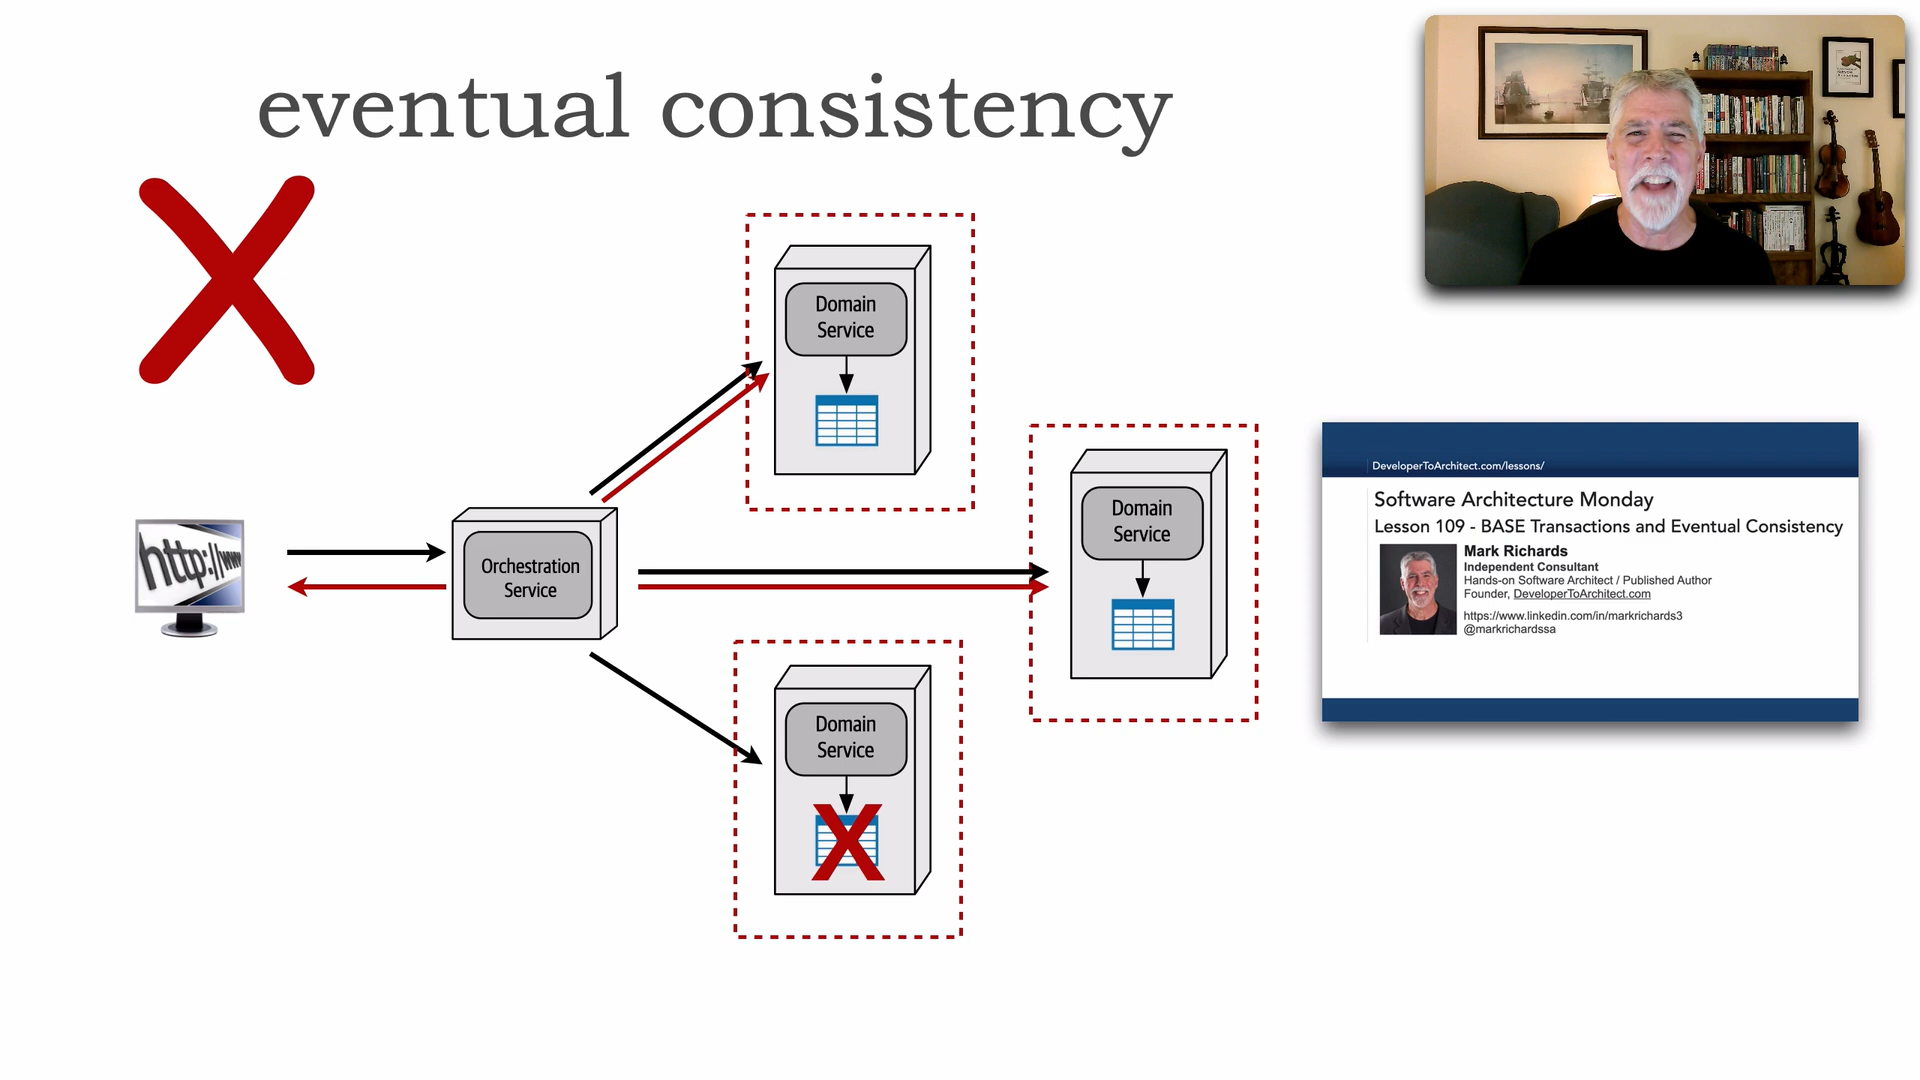 eventual consistency
Domain
Service
Domain
Service
http://www
Orchestration
Service
Domain
Service
X
DeveloperToArchitect.com/lessons/
Software Architecture Monday
Lesson 109 - BASE Transactions and Eventual Consistency
Mark Richards
Independent Consultant
Hands-on Software Architect / Published Author
Founder, DeveloperToArchitect.com
https://www.linkedin.com/in/markrichards3
@markrichardssa